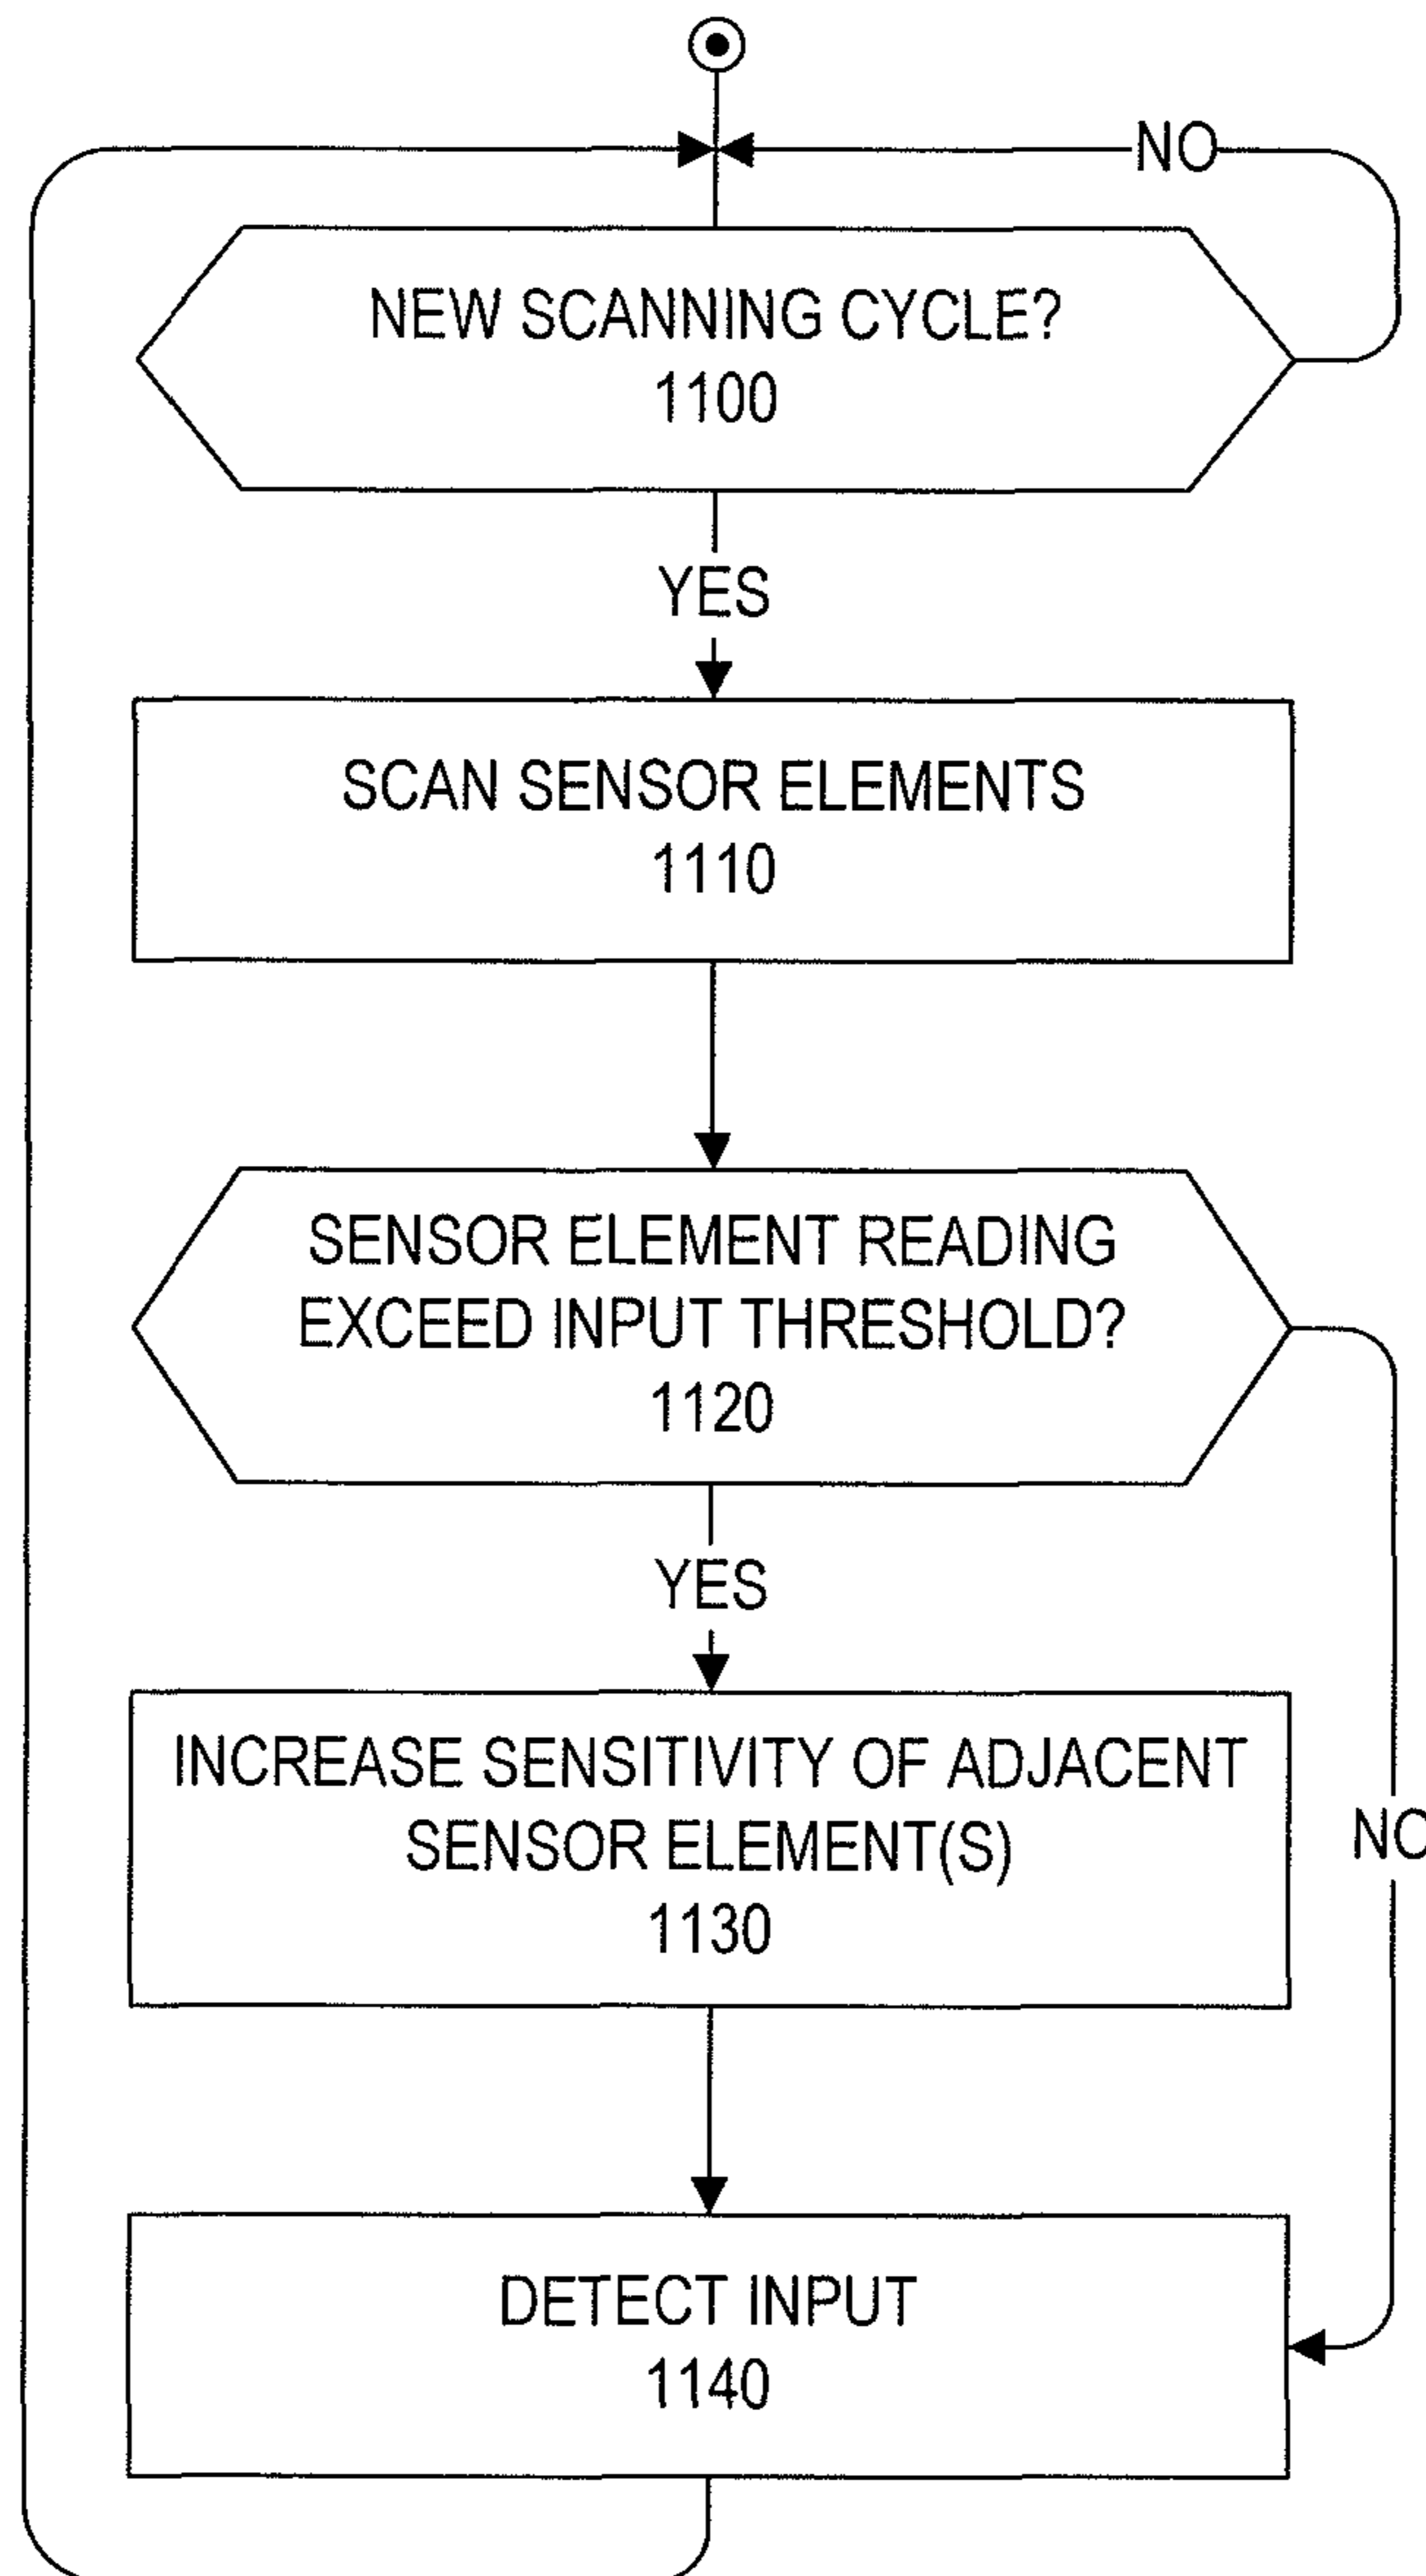 NO
NEW SCANNING CYCLE?
1100
YES
SCAN SENSOR ELEMENTS
1110
SENSOR ELEMENT READING
EXCEED INPUT THRESHOLD?
1120
YES
INCREASE SENSITIVITY OF ADJACENT
SENSOR ELEMENT(S)
1130
NO
DETECT INPUT
1140